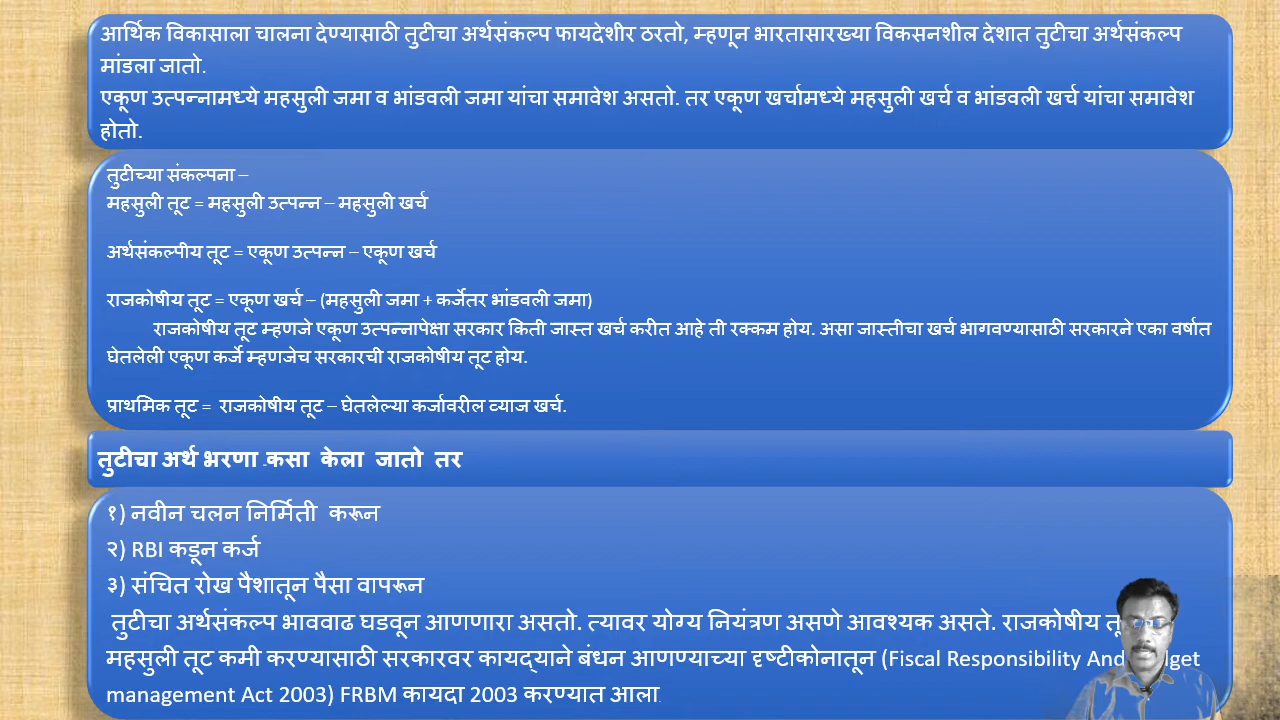 आर्थिक विकासाला चालना देण्यासाठी तुटीचा अर्थसंकल्प फायदेशीर ठरतो, म्हणून भारतासारख्या विकसनशील देशात तुटीचा अर्थसंकल्प
मांडला जातो.
एकूण उत्पन्नामध्ये महसुली जमा व भांडवली जमा यांचा समावेश असतो. तर एकूण खर्चामध्ये महसुली खर्च व भांडवली खर्च यांचा समावेश
होतो.
तुटीच्या संकल्पना –
महसुली तूट = महसुली उत्पन्न – महसुली खर्च
अर्थसंकल्पीय तूट = एकूण उत्पन्न – एकूण खर्च
राजकोषीय तूट = एकूण खर्च – (महसुली जमा + कर्जेतर भांडवली जमा)
राजकोषीय तूट म्हणजे एकूण उत्पन्नापेक्षा सरकार किती जास्त खर्च करीत आहे ती रक्कम होय. असा जास्तीचा खर्च भागवण्यासाठी सरकारने एका वर्षात
घेतलेली एकूण कर्जे म्हणजेच सरकारची राजकोषीय तूट होय.
प्राथमिक तूट = राजकोषीय तूट – घेतलेल्या कर्जावरील व्याज खर्च.
तुटीचा अर्थ भरणा कसा केला जातो तर
१) नवीन चलन निर्मिती करून
२) RBI कडून कर्ज
३) संचित रोख पैशातून पैसा वापरून
तुटीचा अर्थसंकल्प भाववाढ घडवून आणणारा असतो. त्यावर योग्य नियंत्रण असणे आवश्यक असते. राजकोषीय
महसुली तूट कमी करण्यासाठी सरकारवर कायद्याने बंधन आणण्याच्या दृष्टीकोनातून (Fiscal Responsibility And
management Act 2003) FRBM कायदा 2003 करण्यात आला.